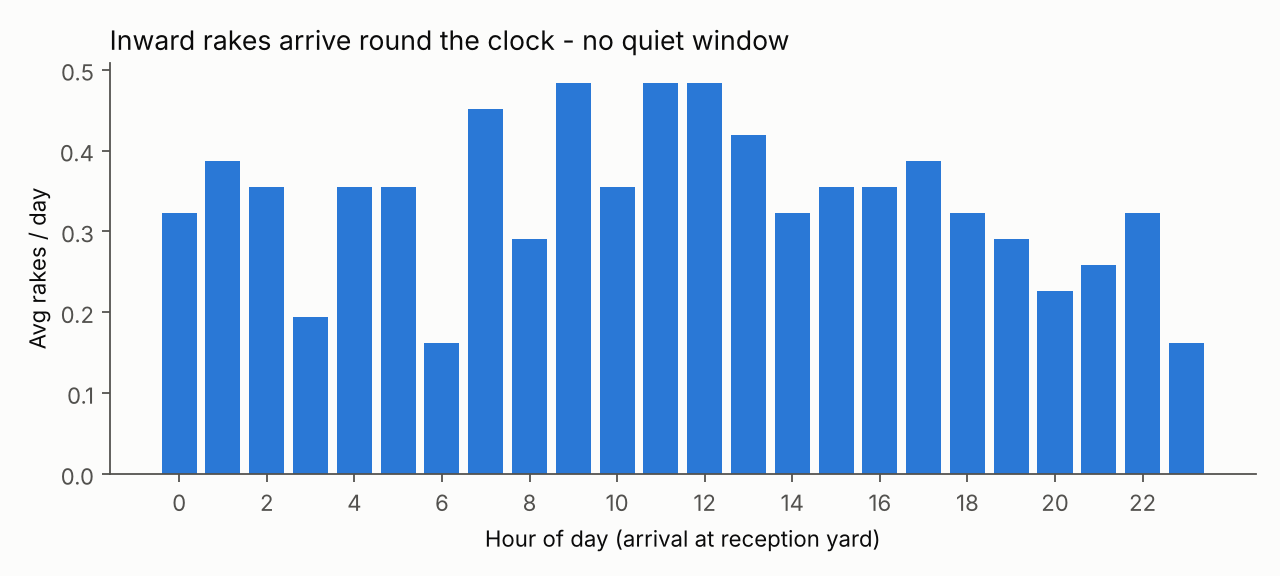 Inward rakes arrive round the clock - no quiet window
Avg rakes / day
0.5
0.4
0.3
0.2
0.1
0.0
0 2 4 6 8 10 12 14 16 18 20 22
Hour of day (arrival at reception yard)